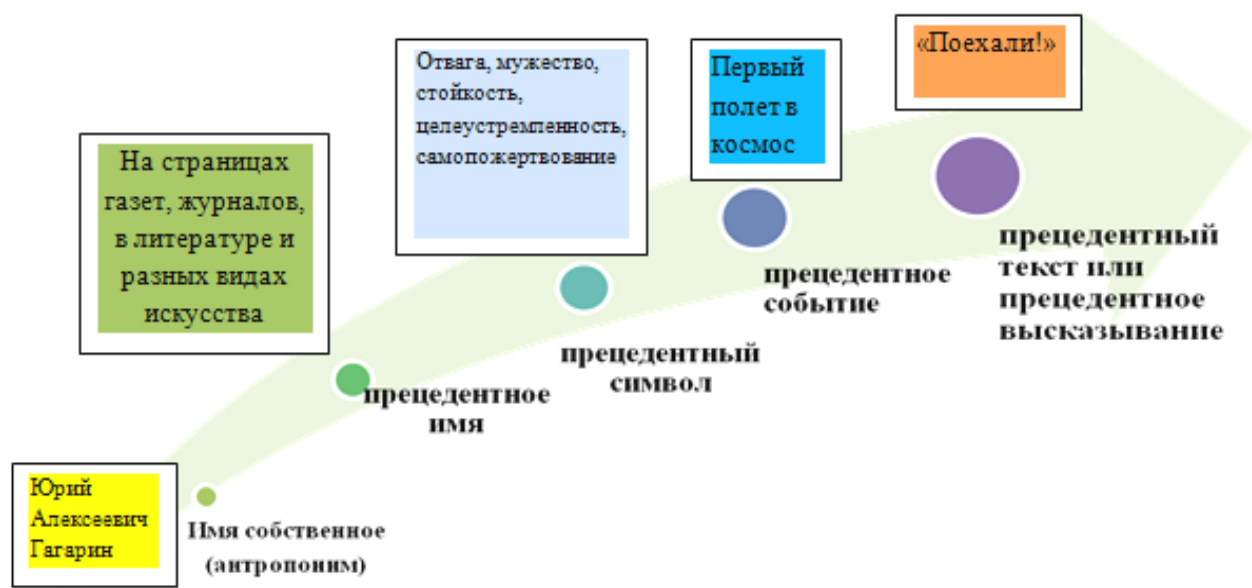 Юрий
Алексеевич
Гагарин
Имя собственное
(антропоним)
На страницах
газет, журналов,
в литературе и
разных видах
искусства
прецедентное
имя
Отвага, мужество,
стойкость,
целеустремленность,
самопожертвование
прецедентный
символ
Первый
полет в
космос
прецедентное
событие
«Поехали!»
прецедентный
текст или
прецедентное
высказывание